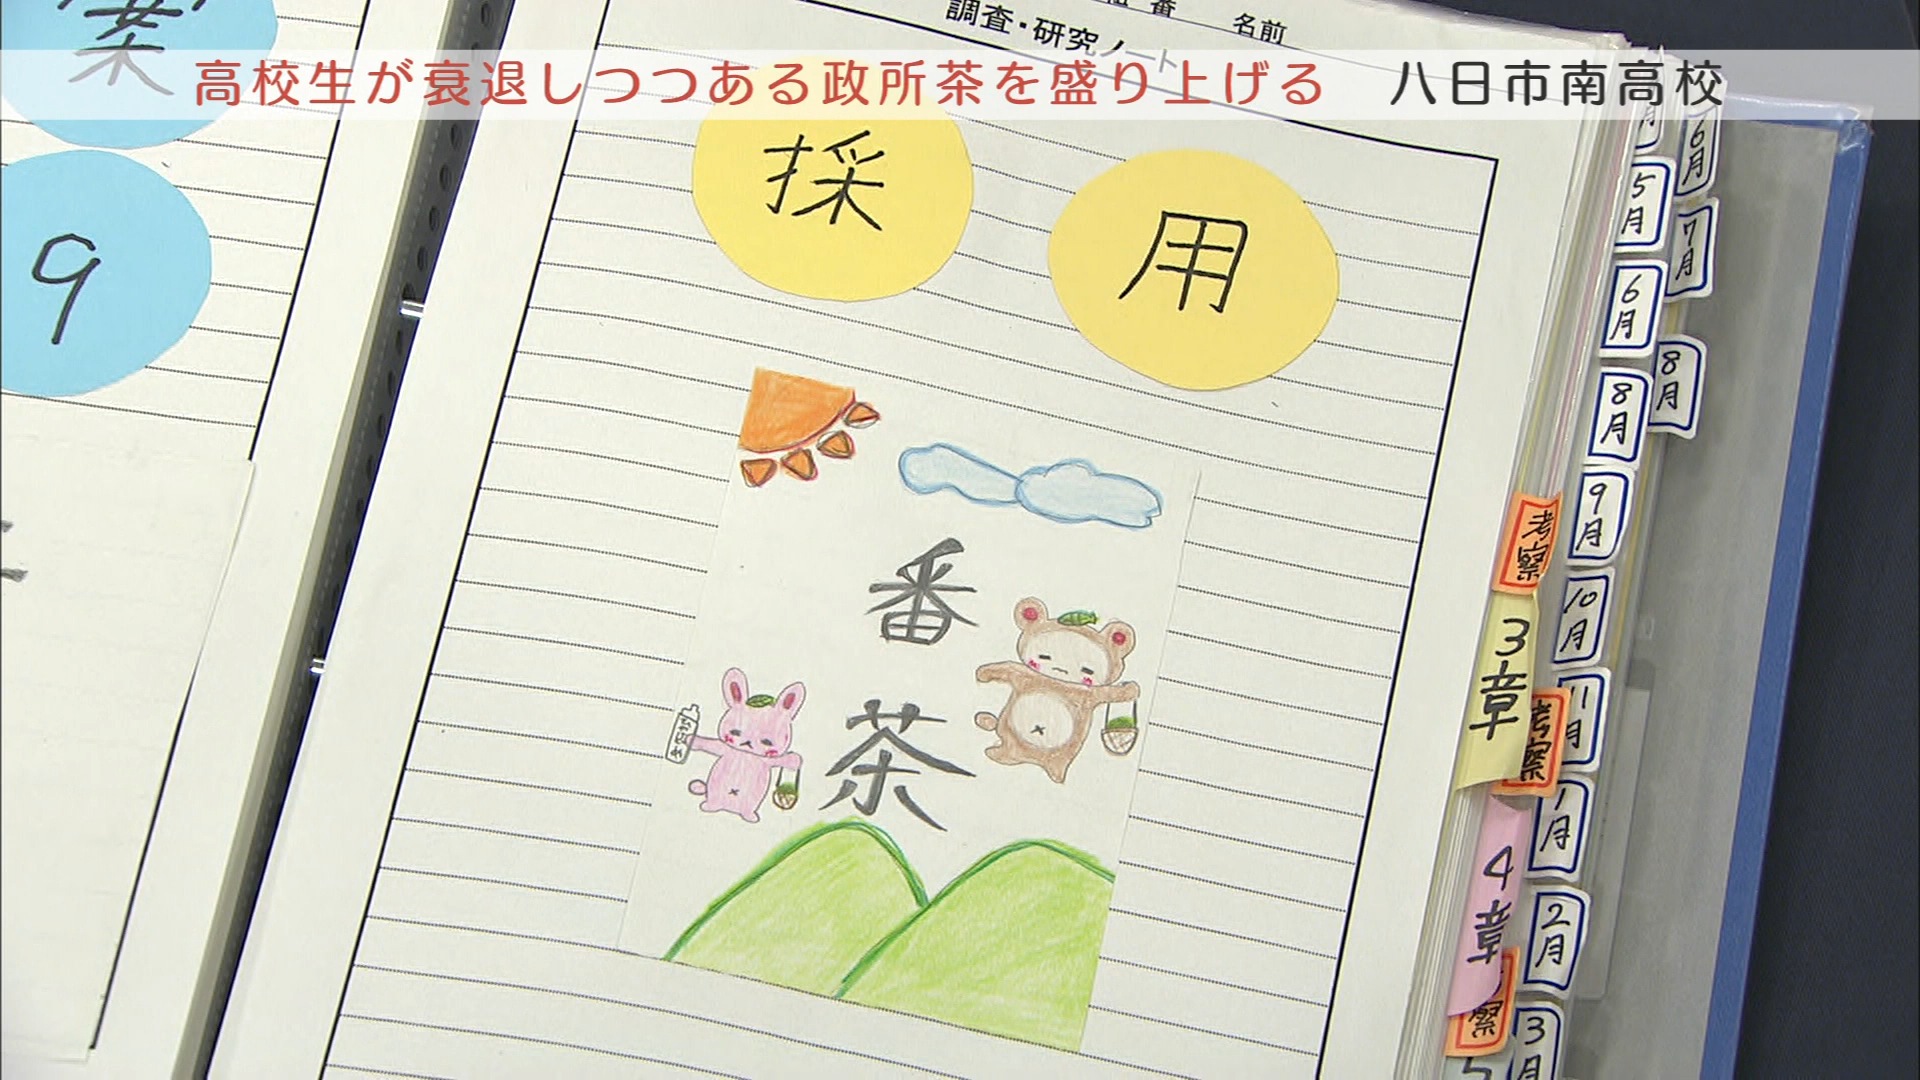 高校生が衰退しつつある政所茶を盛り上げる　八日市南高校
番　名前
調査・研究ノート
案
9
採用
番茶
6月
7月
8月
5月
6月
8月
9月
10月
11月
1月
2月
3月
考察
3章
考察
4章
察